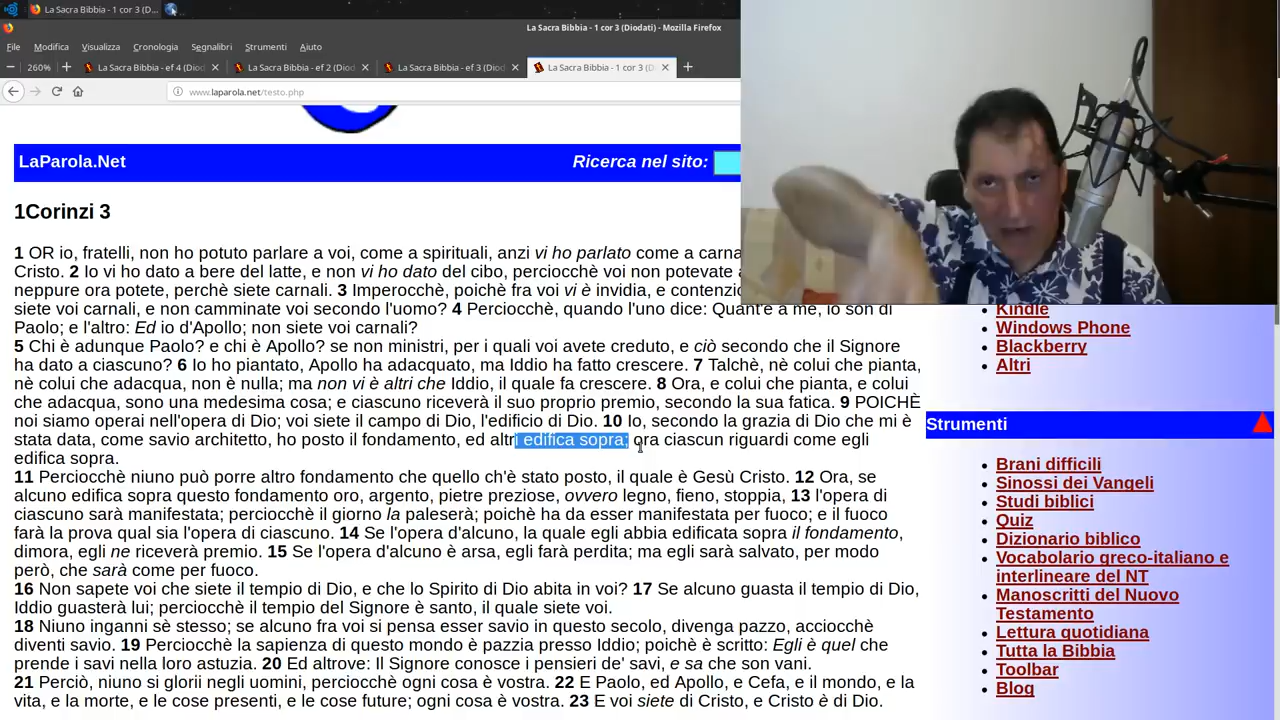 La Sacra Bibbia - 1 cor 3 (D...
La Sacra Bibbia - 1 cor 3 (Diodati) - Mozilla Firefox
File Modifica Visualizza Cronologia Segnalibri Strumenti Aiuto
260% La Sacra Bibbia - ef 4 (Diod La Sacra Bibbia - ef 2 (Diod La Sacra Bibbia - ef 3 (Diod La Sacra Bibbia - 1 cor 3 (D
www.laparola.net/testo.php
LaParola.Net Ricerca nel sito:
1Corinzi 3
1 OR io, fratelli, non ho potuto parlare a voi, come a spirituali, anzi vi ho parlato come a carna
Cristo. 2 Io vi ho dato a bere del latte, e non vi ho dato del cibo, perciocchè voi non potevate a
neppure ora potete, perchè siete carnali. 3 Imperocchè, poichè fra voi vi è invidia, e contenzio
siete voi carnali, e non camminate voi secondo l'uomo? 4 Perciocchè, quando l'uno dice: Quant'è a me, io son di
Paolo; e l'altro: Ed io d'Apollo; non siete voi carnali?
5 Chi è adunque Paolo? e chi è Apollo? se non ministri, per i quali voi avete creduto, e ciò secondo che il Signore
ha dato a ciascuno? 6 Io ho piantato, Apollo ha adacquato, ma Iddio ha fatto crescere. 7 Talchè, nè colui che pianta,
nè colui che adacqua, non è nulla; ma non vi è altri che Iddio, il quale fa crescere. 8 Ora, e colui che pianta, e colui
che adacqua, sono una medesima cosa; e ciascuno riceverà il suo proprio premio, secondo la sua fatica. 9 POICHÈ
noi siamo operai nell'opera di Dio; voi siete il campo di Dio, l'edificio di Dio. 10 Io, secondo la grazia di Dio che mi è
stata data, come savio architetto, ho posto il fondamento, ed altri edifica sopra; ora ciascun riguardi come egli
edifica sopra.
11 Perciocchè niuno può porre altro fondamento che quello ch'è stato posto, il quale è Gesù Cristo. 12 Ora, se
alcuno edifica sopra questo fondamento oro, argento, pietre preziose, ovvero legno, fieno, stoppia, 13 l'opera di
ciascuno sarà manifestata; perciocchè il giorno la paleserà; poichè ha da esser manifestata per fuoco; e il fuoco
farà la prova qual sia l'opera di ciascuno. 14 Se l'opera d'alcuno, la quale egli abbia edificata sopra il fondamento,
dimora, egli ne riceverà premio. 15 Se l'opera d'alcuno è arsa, egli farà perdita; ma egli sarà salvato, per modo
però, che sarà come per fuoco.
16 Non sapete voi che siete il tempio di Dio, e che lo Spirito di Dio abita in voi? 17 Se alcuno guasta il tempio di Dio,
Iddio guasterà lui; perciocchè il tempio del Signore è santo, il quale siete voi.
18 Niuno inganni sè stesso; se alcuno fra voi si pensa esser savio in questo secolo, divenga pazzo, acciocchè
diventi savio. 19 Perciocchè la sapienza di questo mondo è pazzia presso Iddio; poichè è scritto: Egli è quel che
prende i savi nella loro astuzia. 20 Ed altrove: Il Signore conosce i pensieri de' savi, e sa che son vani.
21 Perciò, niuno si glorii negli uomini, perciocchè ogni cosa è vostra. 22 E Paolo, ed Apollo, e Cefa, e il mondo, e la
vita, e la morte, e le cose presenti, e le cose future; ogni cosa è vostra. 23 E voi siete di Cristo, e Cristo è di Dio.
Kindle
Windows Phone
Blackberry
Altri
Strumenti
Brani difficili
Sinossi dei Vangeli
Studi biblici
Quiz
Dizionario biblico
Vocabolario greco-italiano e
interlineare del NT
Manoscritti del Nuovo
Testamento
Lettura quotidiana
Tutta la Bibbia
Toolbar
Blog